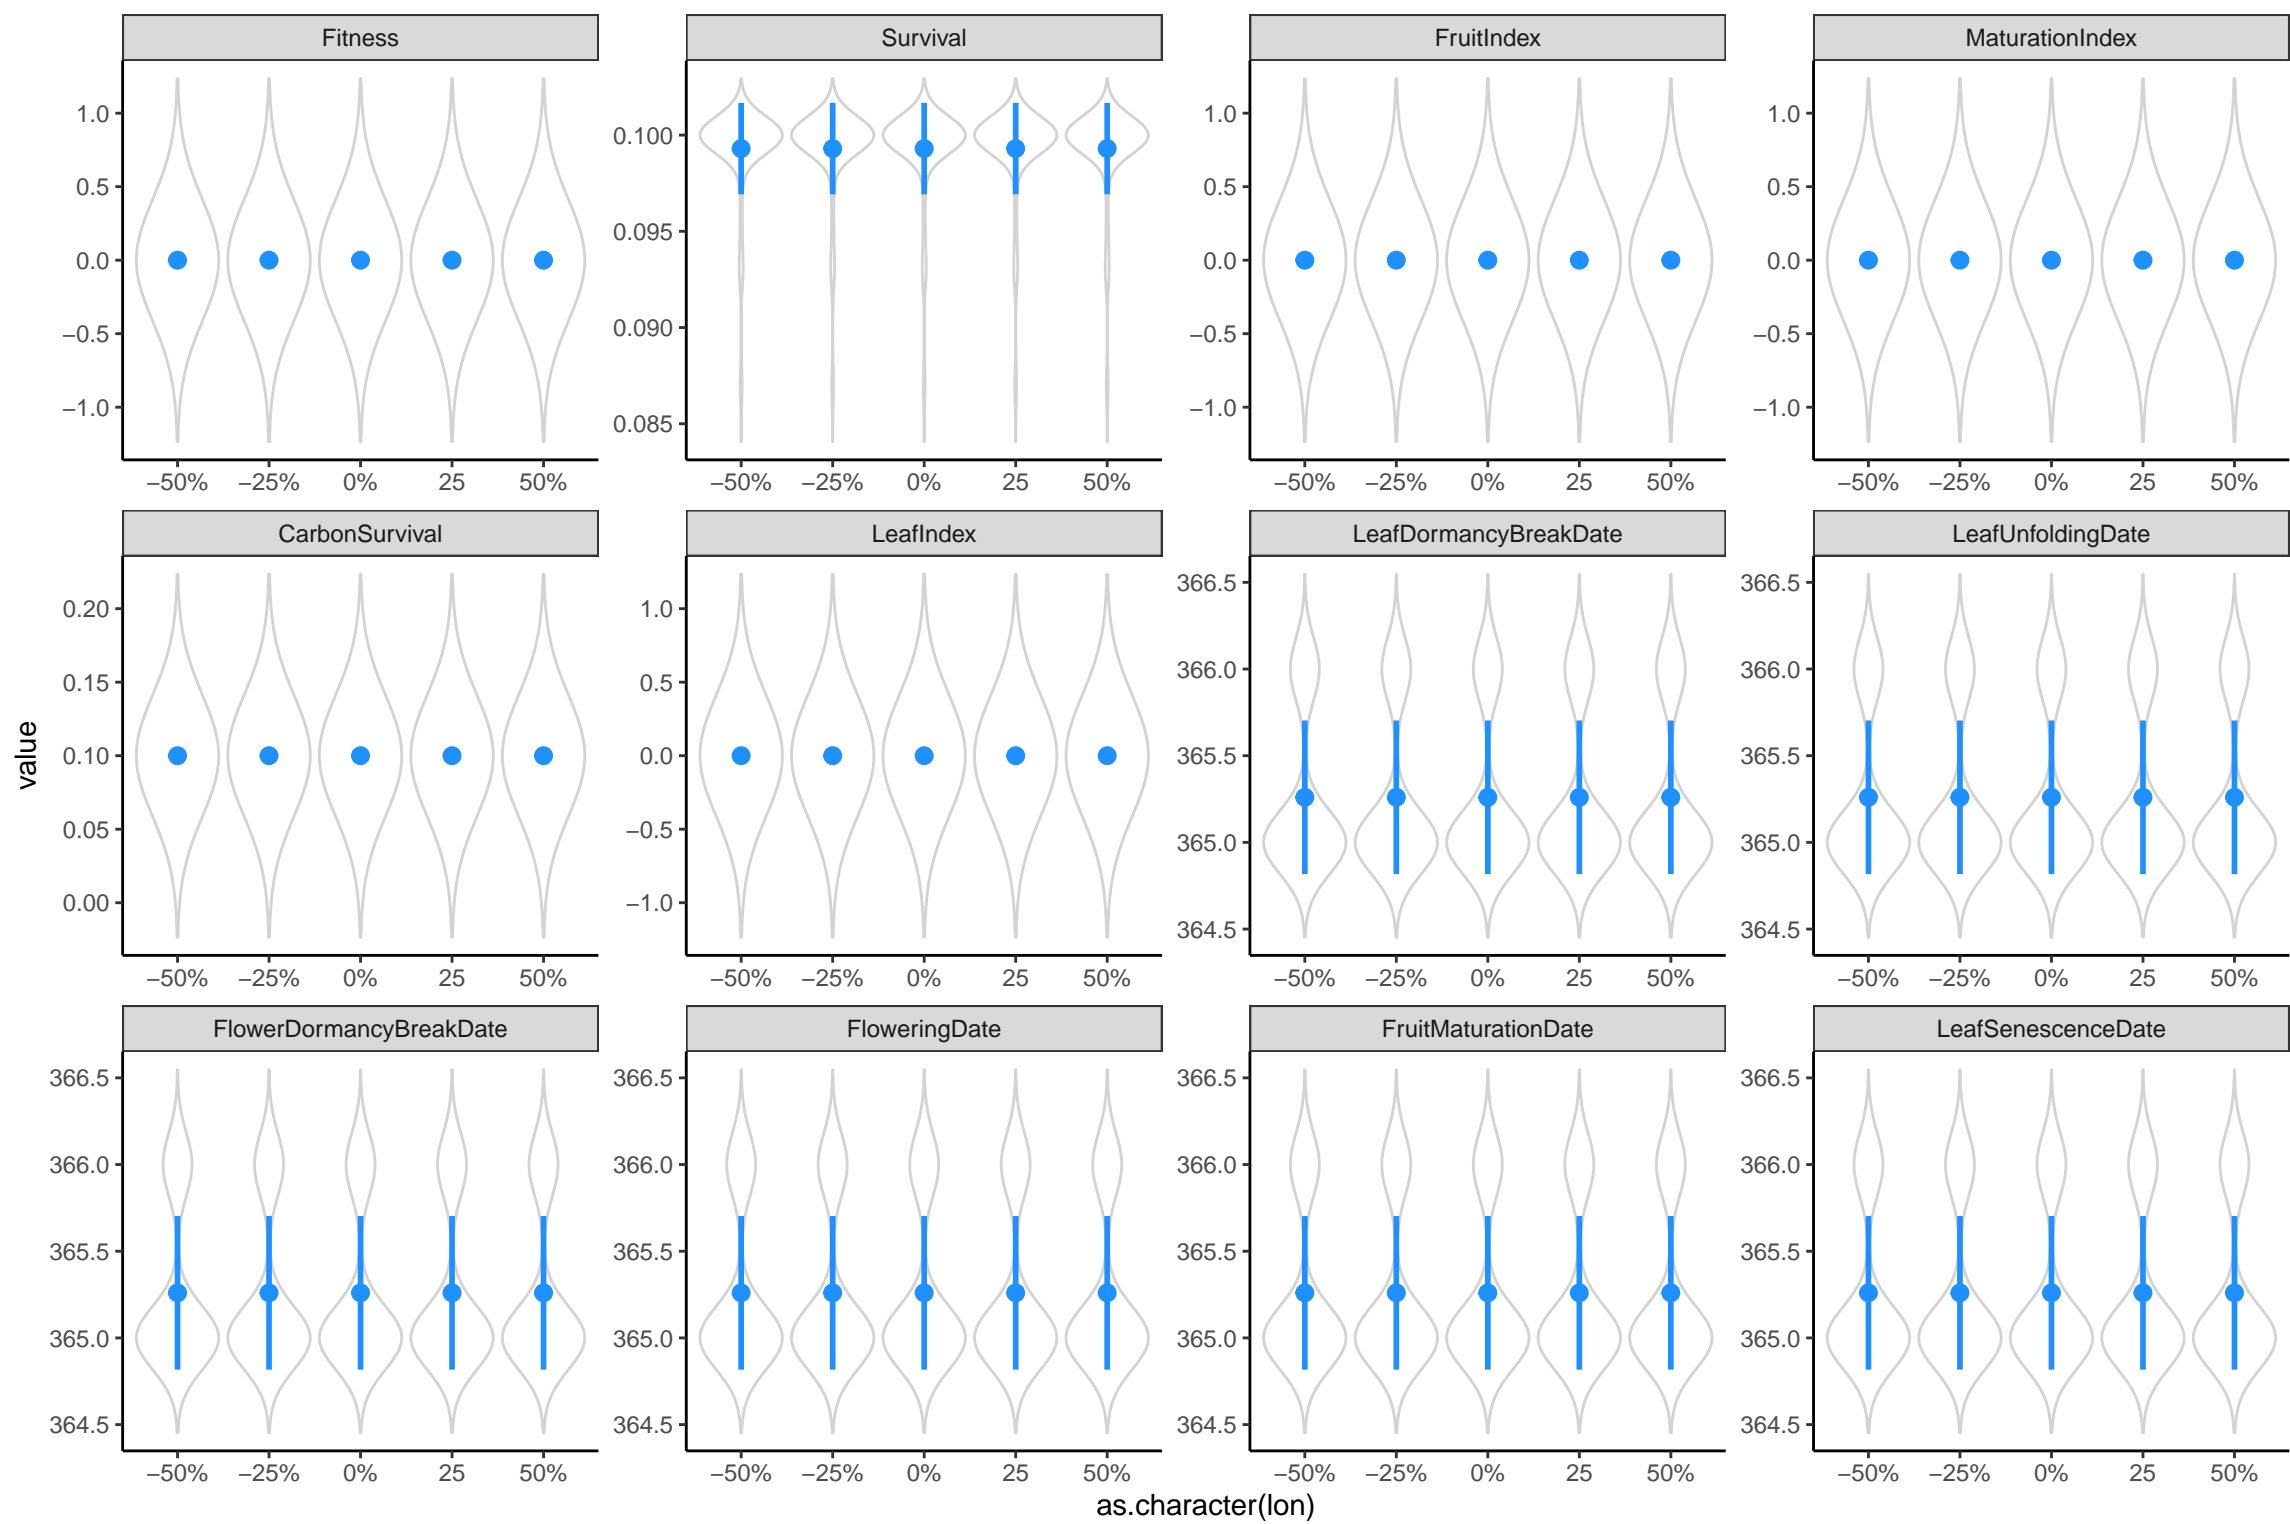 Fitness Survival FruitIndex MaturationIndex
1.0 0.5 0.0 −0.5 −1.0
0.100 0.095 0.090 0.085
1.0 0.5 0.0 −0.5 −1.0
1.0 0.5 0.0 −0.5 −1.0
−50% −25% 0% 25 50% −50% −25% 0% 25 50% −50% −25% 0% 25 50% −50% −25% 0% 25 50%
CarbonSurvival LeafIndex LeafDormancyBreakDate LeafUnfoldingDate
0.20 0.15 0.10 0.05 0.00
1.0 0.5 0.0 −0.5 −1.0
366.5 366.0 365.5 365.0 364.5
366.5 366.0 365.5 365.0 364.5
−50% −25% 0% 25 50% −50% −25% 0% 25 50% −50% −25% 0% 25 50% −50% −25% 0% 25 50%
value
FlowerDormancyBreakDate FloweringDate FruitMaturationDate LeafSenescenceDate
366.5 366.0 365.5 365.0 364.5
366.5 366.0 365.5 365.0 364.5
366.5 366.0 365.5 365.0 364.5
366.5 366.0 365.5 365.0 364.5
−50% −25% 0% 25 50% −50% −25% 0% 25 50% −50% −25% 0% 25 50% −50% −25% 0% 25 50%
as.character(lon)